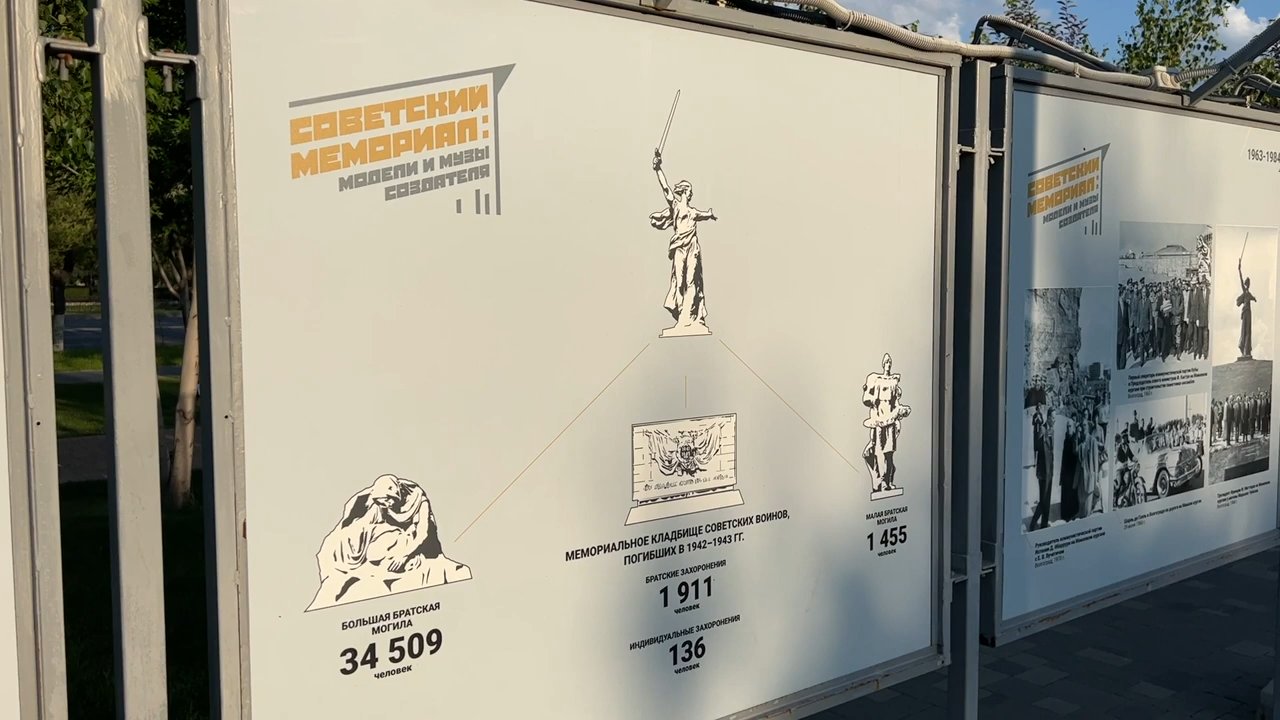 СОВЕТСКИЙ
МЕМОРИАЛ:
МОДЕЛИ И МУЗЫ
СОЗДАТЕЛЯ
БОЛЬШАЯ БРАТСКАЯ
МОГИЛА
34 509
человек
МЕМОРИАЛЬНОЕ КЛАДБИЩЕ СОВЕТСКИХ ВОИНОВ,
ПОГИБШИХ В 1942–1943 ГГ.
БРАТСКИЕ ЗАХОРОНЕНИЯ
1 911
человек
ИНДИВИДУАЛЬНЫЕ ЗАХОРОНЕНИЯ
136
человек
МАЛАЯ БРАТСКАЯ
МОГИЛА
1 455
человек
1963-1984
СОВЕТСКИЙ
МЕМОРИАЛ:
МОДЕЛИ И МУЗЫ
СОЗДАТЕЛЯ